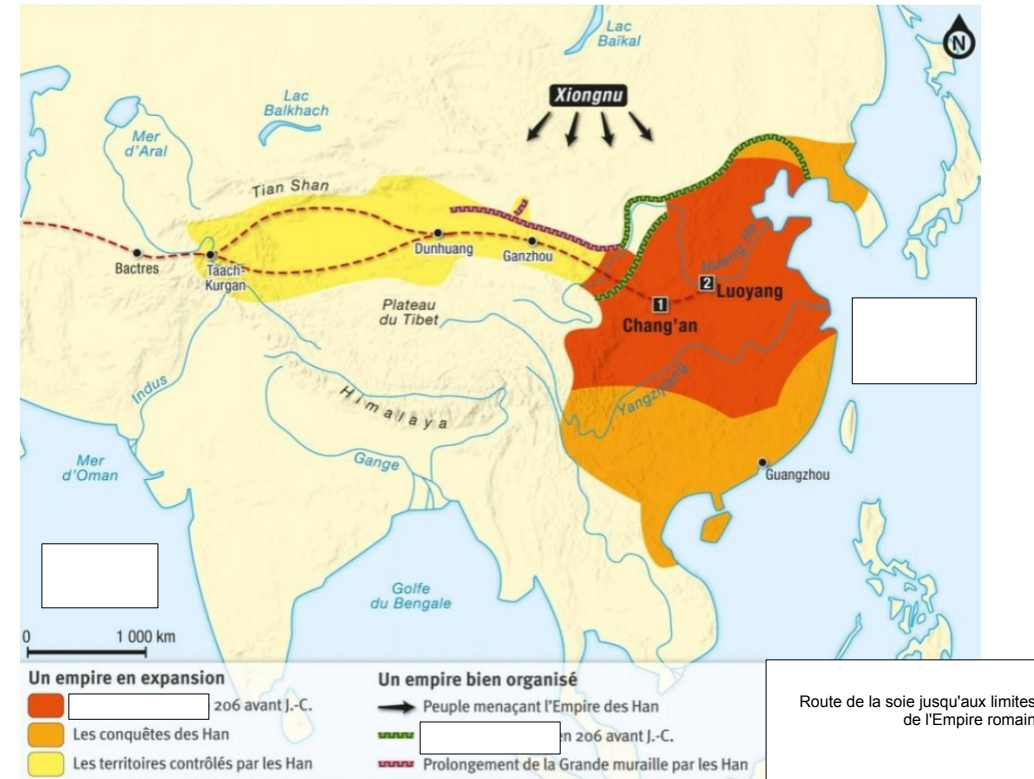 Lac
Baïkal
N
Xiongnu
Lac
Balkhach
Mer
d'Aral
Tian Shan
Dunhuang
Ganzhou
Bactres
Taach-
Kurgan
Huang He
2
Luoyang
1
Chang'an
Plateau
du Tibet
Indus
Himalaya
Yangzijiang
Gange
Mer
d'Oman
Guangzhou
Golfe
du Bengale
0 1 000 km
Un empire en expansion
206 avant J.-C.
Les conquêtes des Han
Les territoires contrôlés par les Han
Un empire bien organisé
Peuple menaçant l'Empire des Han
en 206 avant J.-C.
Prolongement de la Grande muraille par les Han
Route de la soie jusqu'aux limites
de l'Empire romain